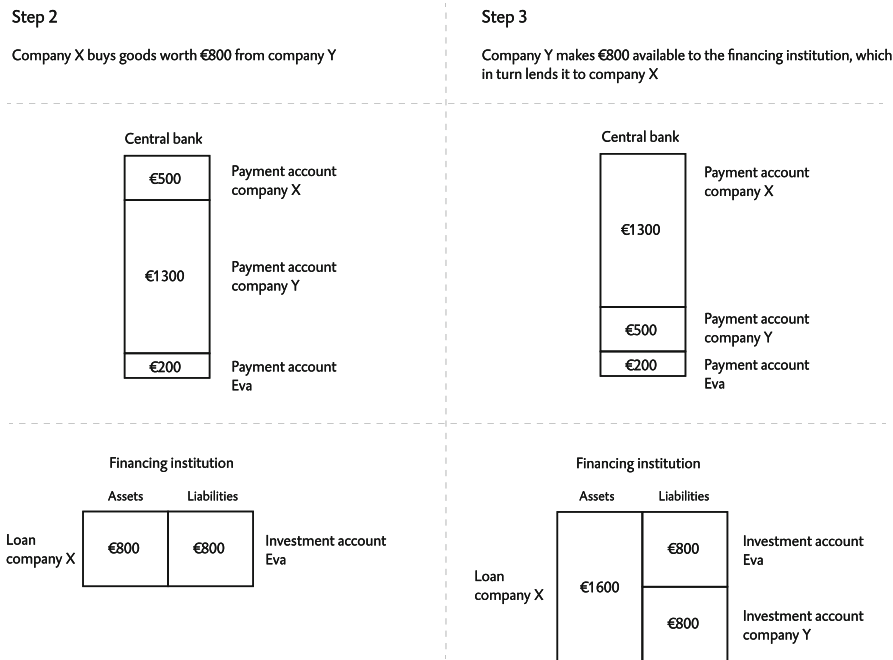 Step 2
Company X buys goods worth €800 from company Y
Central bank
€500
Payment account
company X
€1300
Payment account
company Y
€200
Payment account
Eva
Financing institution
Assets
Liabilities
Loan
company X
€800
€800
Investment account
Eva
Step 3
Company Y makes €800 available to the financing institution, which
in turn lends it to company X
Central bank
€1300
Payment account
company X
€500
Payment account
company Y
€200
Payment account
Eva
Financing institution
Assets
Liabilities
Loan
company X
€1600
€800
Investment account
Eva
€800
Investment account
company Y